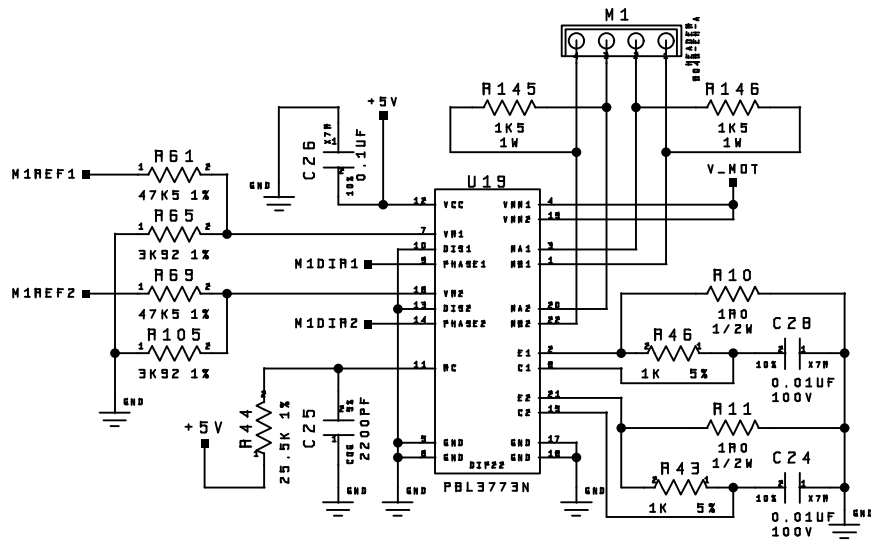 M1
HEADER
R145
1K5
1W
R146
1K5
1W
+5V
C26
X7R
10%
0.1UF
GND
V_MOT
U19
M1REF1
R61
47K5 1%
R65
3K92 1%
M1DIR1
M1REF2
R69
47K5 1%
M1DIR2
R105
3K92 1%
GND
12 VCC
7 VR1
10 DIS1
9 PHASE1
VR2
13 DIS2
14 PHASE2
11 RC
5 GND
6 GND
VMM1 4
VMM2
MA1 3
MB1 1
MA2 20
MB2 22
E1 2
C1
E2 21
C2
GND 17
GND 18
DIP22
PBL3773N
R10
1R0
1/2W
R46
1K 5%
C28
10% X7R
0.01UF
100V
R11
1R0
1/2W
R43
1K 5%
C24
10% X7R
0.01UF
100V
GND
+5V
R44
25.5K 1%
C25
5%
COG
2200PF
GND
GND
GND